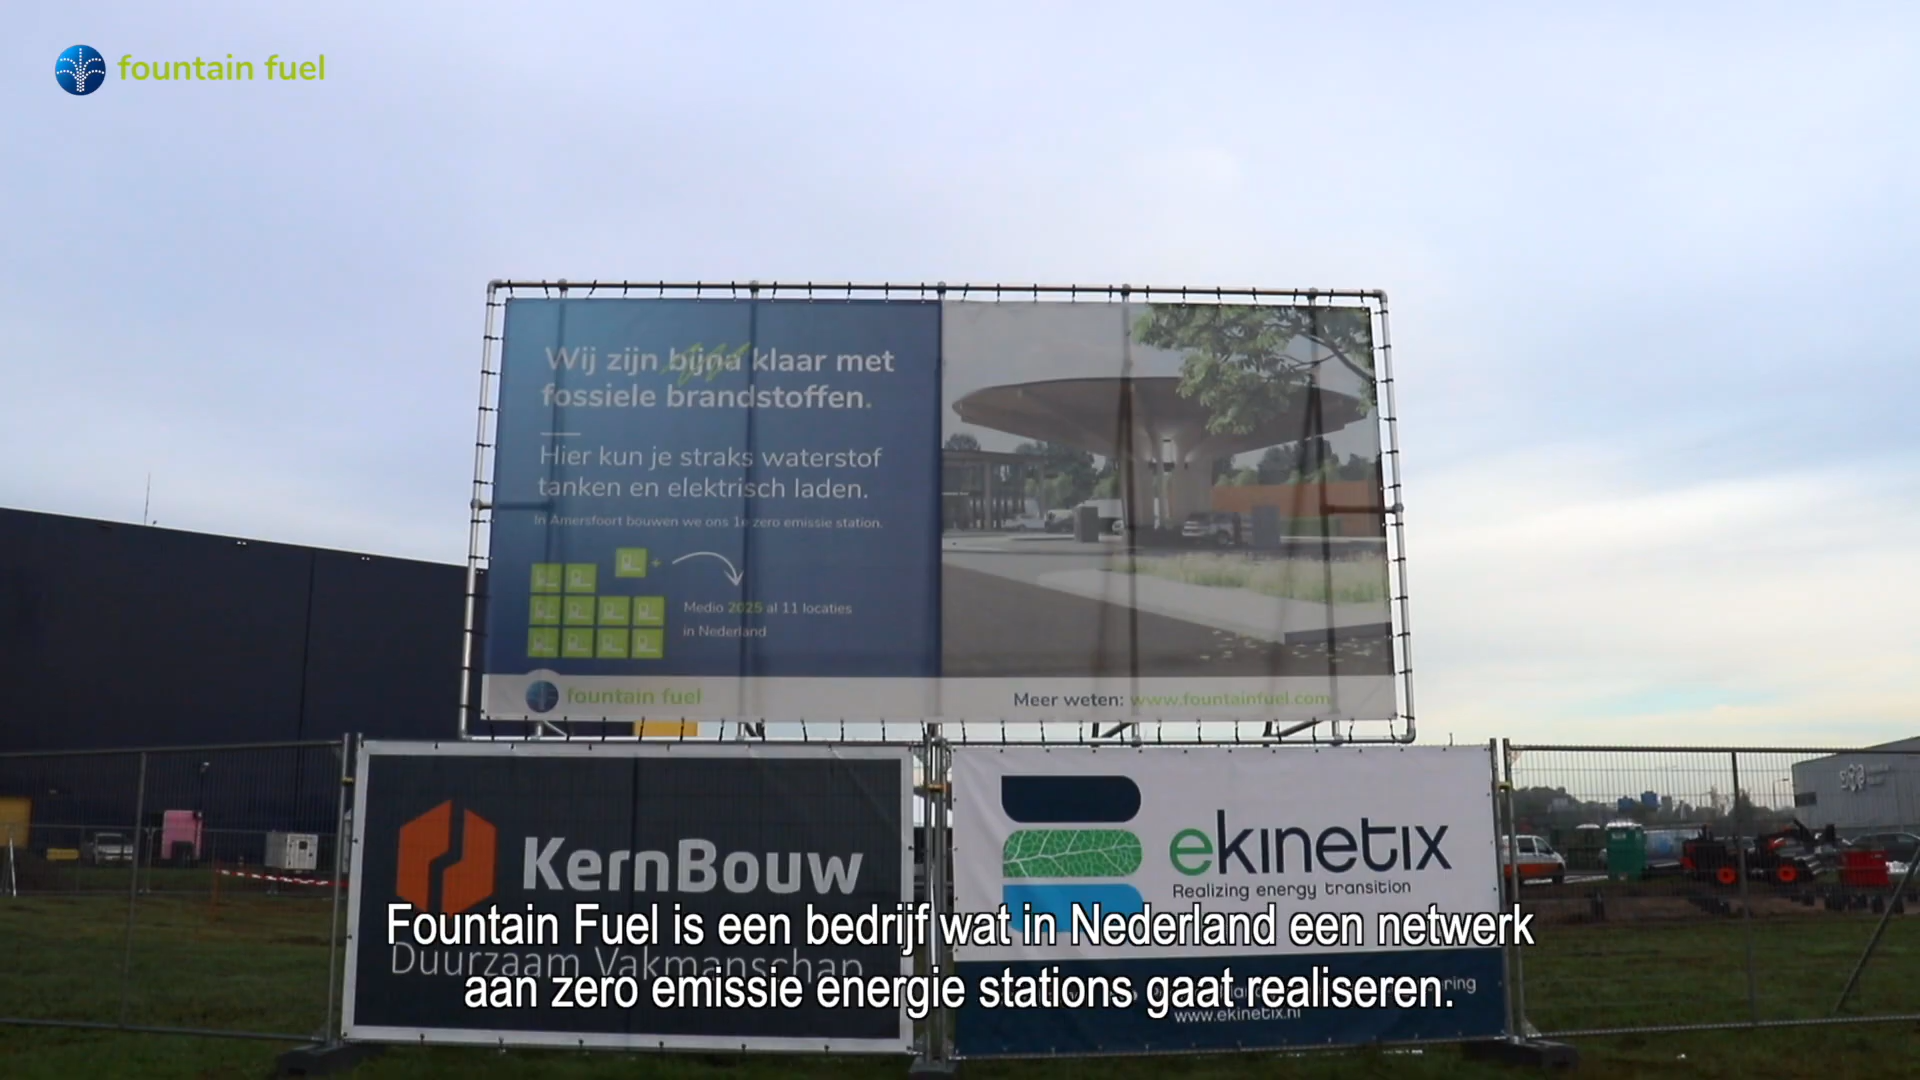 fountain fuel
Wij zijn bijna klaar met
fossiele brandstoffen.
Hier kun je straks waterstof
tanken en elektrisch laden.
In Amersfoort bouwen we ons 1e zero emissie station.
Medio 2025 al 11 locaties
in Nederland
fountain fuel
Meer weten: www.fountainfuel.com
KernBouw
Duurzaam Vakmanschap
ekinetix
Realizing energy transition
www.ekinetix.nl
Fountain Fuel is een bedrijf wat in Nederland een netwerk
aan zero emissie energie stations gaat realiseren.